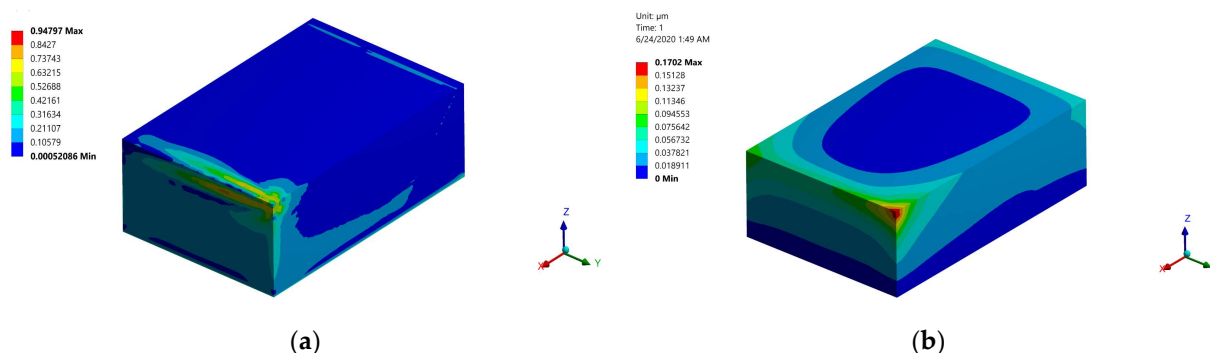 0.94797 Max
0.8427
0.73743
0.63215
0.52688
0.42161
0.31634
0.21107
0.10579
0.00052086 Min
Z
X
Y
(a)
Unit: µm
Time: 1
6/24/2020 1:49 AM
0.1702 Max
0.15128
0.13237
0.11346
0.094553
0.075642
0.056732
0.037821
0.018911
0 Min
Z
X
(b)